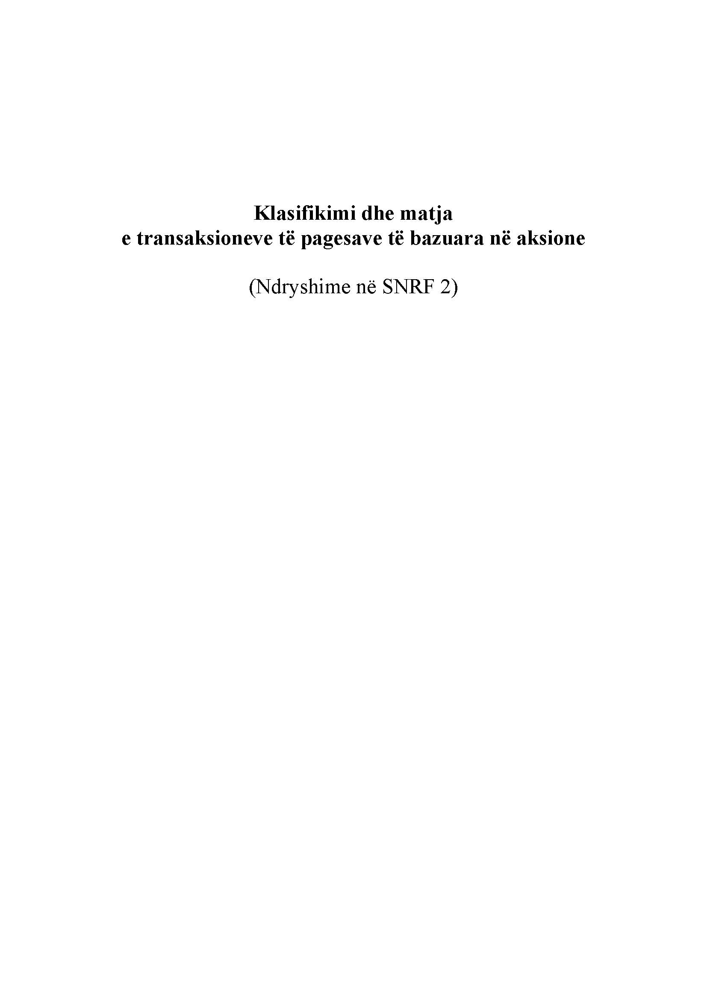 Klasifikimi dhe matja
e transaksioneve të pagesave të bazuara në aksione
(Ndryshime në SNRF 2)